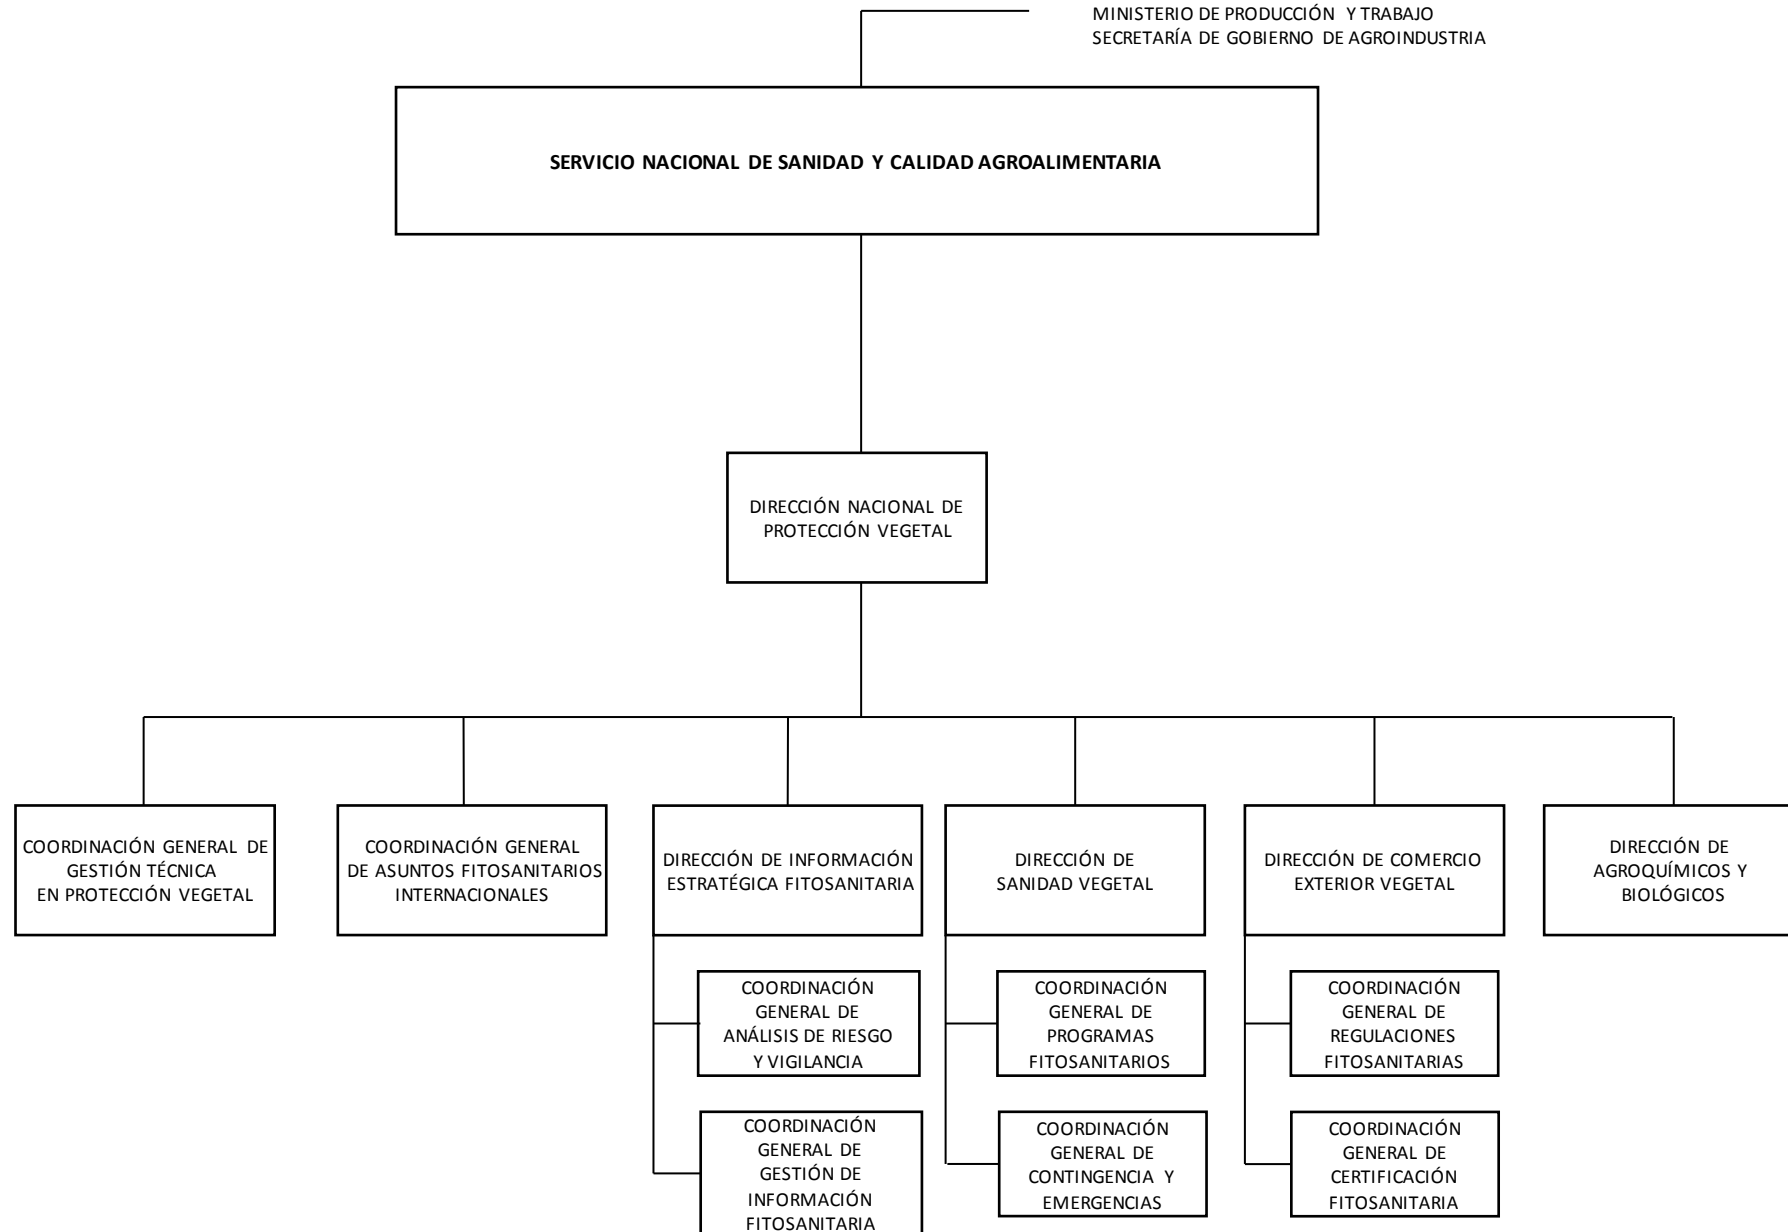 MINISTERIO DE PRODUCCIÓN Y TRABAJO
SECRETARÍA DE GOBIERNO DE AGROINDUSTRIA
SERVICIO NACIONAL DE SANIDAD Y CALIDAD AGROALIMENTARIA
DIRECCIÓN NACIONAL DE
PROTECCIÓN VEGETAL
COORDINACIÓN GENERAL DE
GESTIÓN TÉCNICA
EN PROTECCIÓN VEGETAL
COORDINACIÓN GENERAL
DE ASUNTOS FITOSANITARIOS
INTERNACIONALES
DIRECCIÓN DE INFORMACIÓN
ESTRATÉGICA FITOSANITARIA
DIRECCIÓN DE
SANIDAD VEGETAL
DIRECCIÓN DE COMERCIO
EXTERIOR VEGETAL
DIRECCIÓN DE
AGROQUÍMICOS Y
BIOLÓGICOS
COORDINACIÓN
GENERAL DE
ANÁLISIS DE RIESGO
Y VIGILANCIA
COORDINACIÓN
GENERAL DE
PROGRAMAS
FITOSANITARIOS
COORDINACIÓN
GENERAL DE
REGULACIONES
FITOSANITARIAS
COORDINACIÓN
GENERAL DE
GESTIÓN DE
INFORMACIÓN
FITOSANITARIA
COORDINACIÓN
GENERAL DE
CONTINGENCIA Y
EMERGENCIAS
COORDINACIÓN
GENERAL DE
CERTIFICACIÓN
FITOSANITARIA